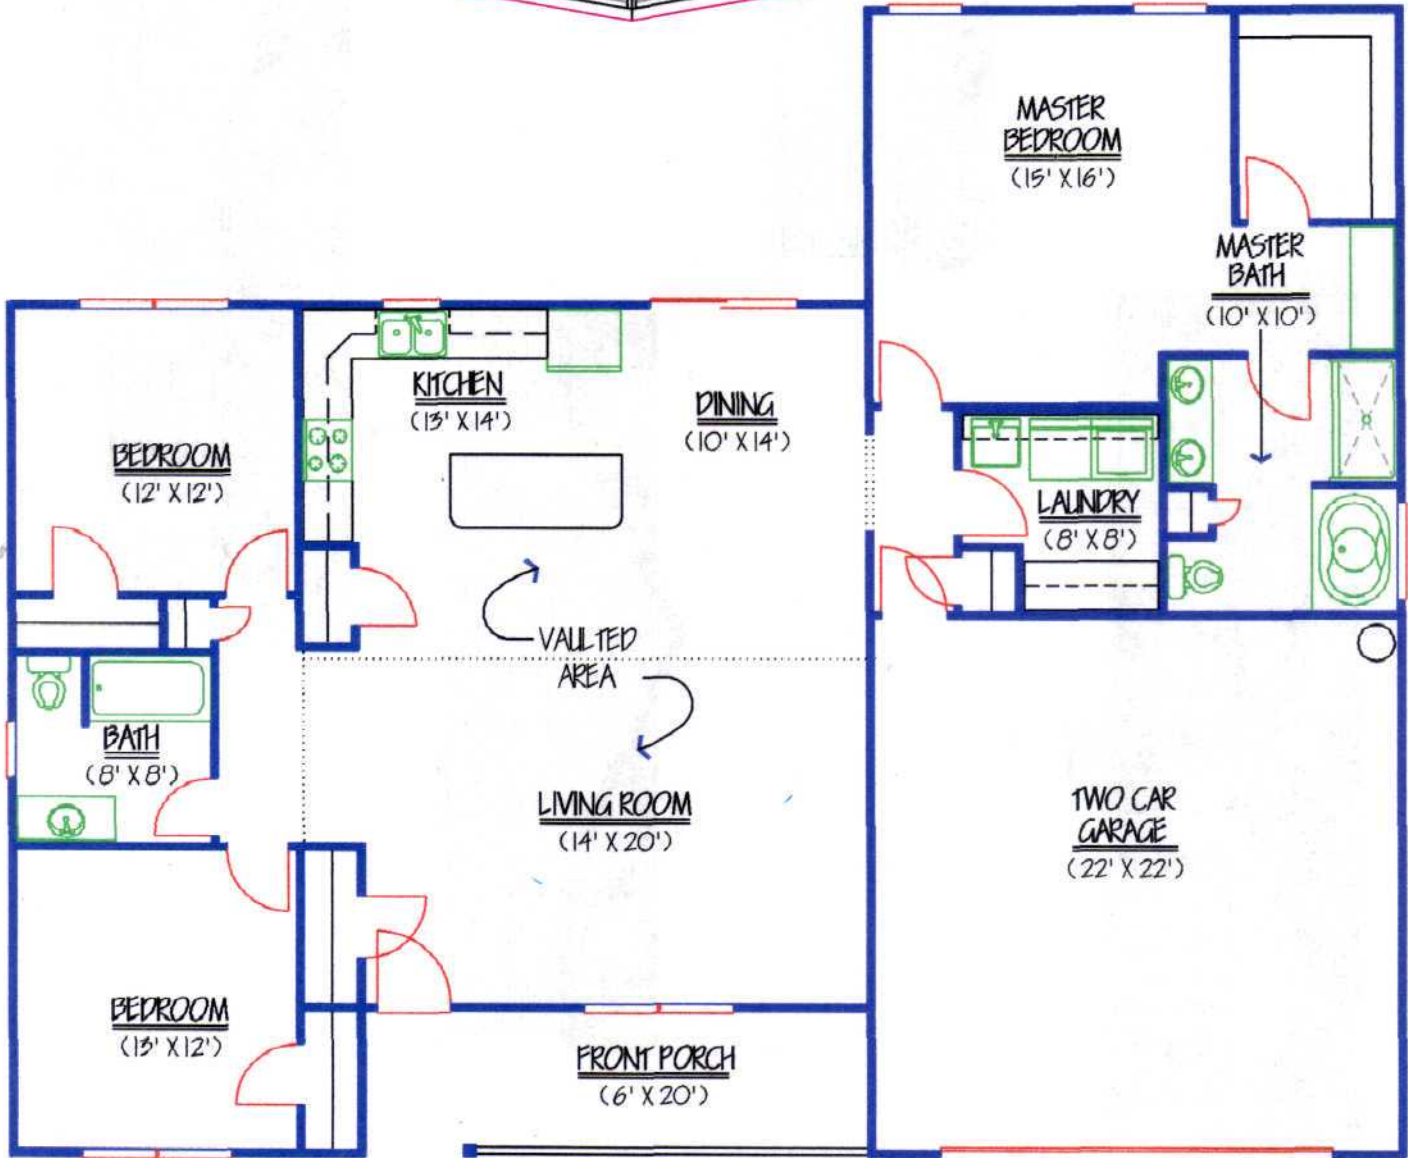 MASTER
BEDROOM
(15' X 16')
MASTER
BATH
(10' X 10')
KITCHEN
(13' X 14')
DINING
(10' X 14')
BEDROOM
(12' X 12')
LAUNDRY
(8' X 8')
VAULTED
AREA
BATH
(8' X 8')
LIVING ROOM
(14' X 20')
TWO CAR
GARAGE
(22' X 22')
BEDROOM
(13' X 12')
FRONT PORCH
(6' X 20')